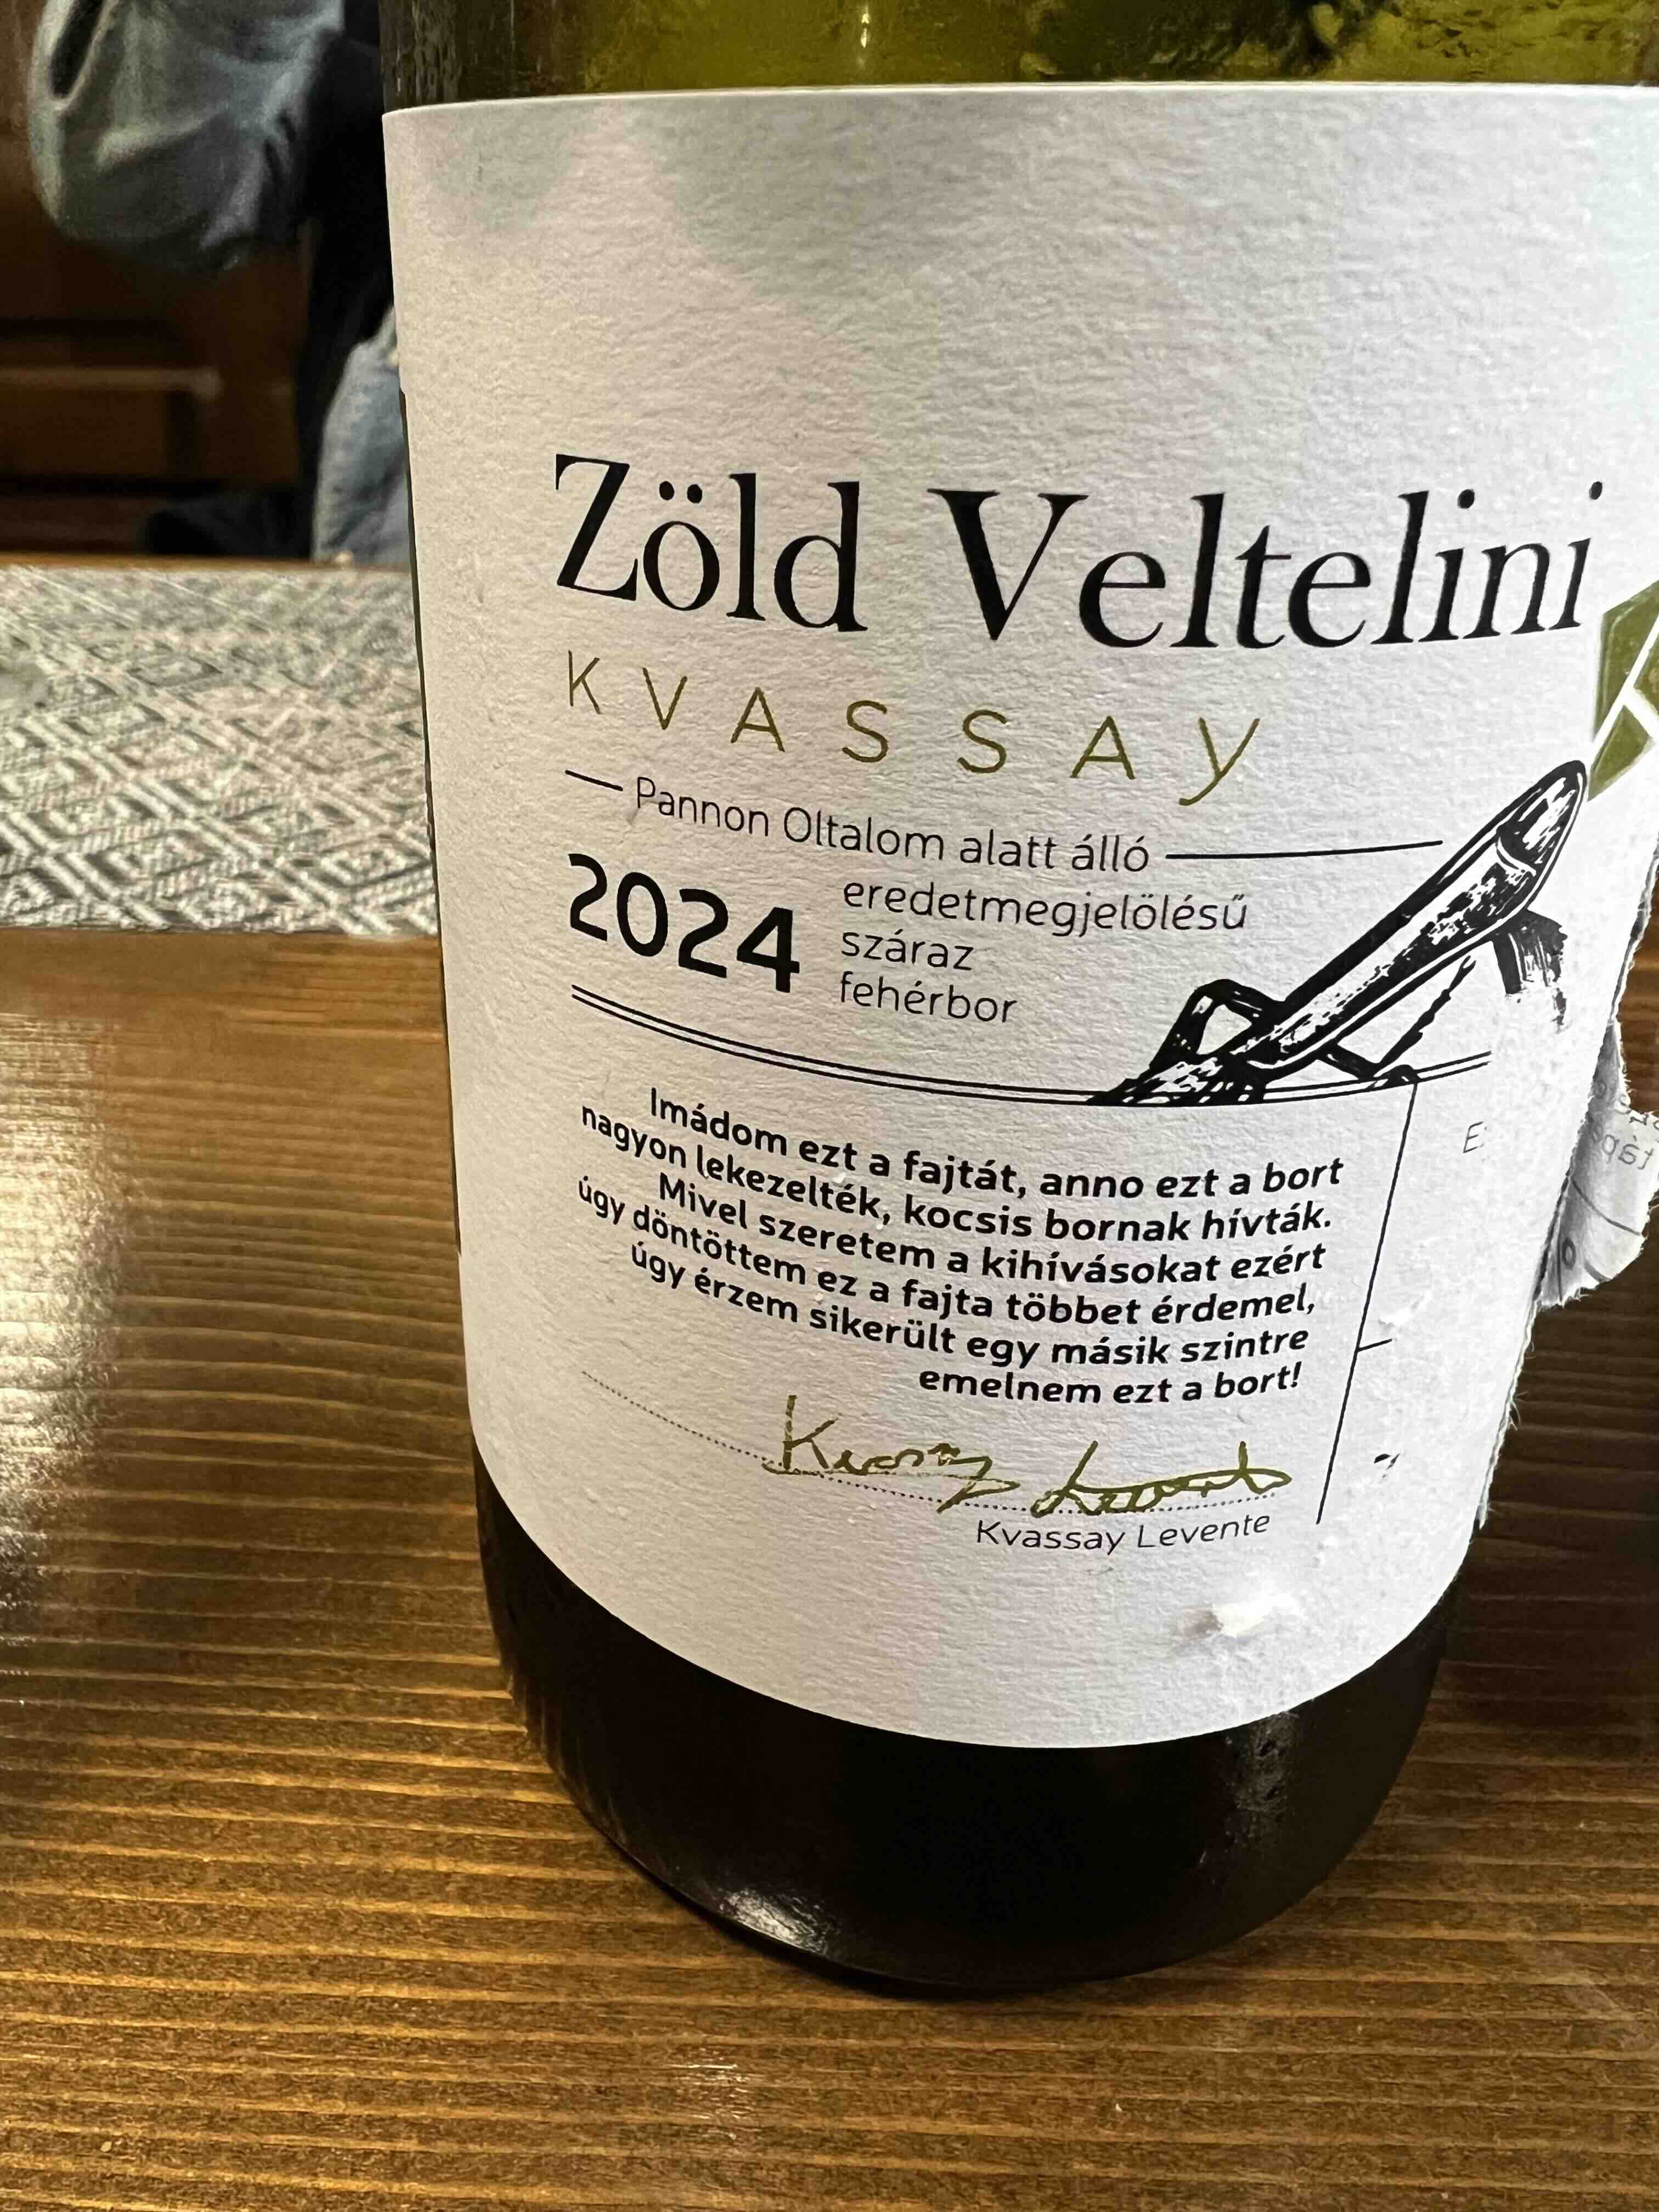 Zöld Veltelini
KVASSAY
Pannon Oltalom alatt álló
2024
eredetmegjelölésű
száraz
fehérbor
Imádom ezt a fajtát, anno ezt a bort
nagyon lekezelték, kocsis bornak hívták.
Mivel szeretem a kihívásokat ezért
úgy döntöttem ez a fajta többet érdemel,
úgy érzem sikerült egy másik szintre
emelnem ezt a bort!
Kvassay Levente
Kvassay Levente